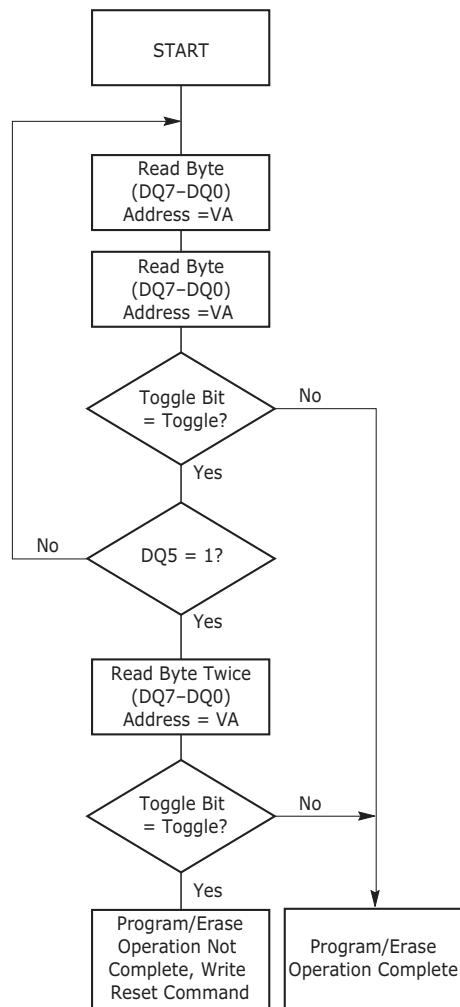 START
Read Byte
(DQ7–DQ0)
Address =VA
Read Byte
(DQ7–DQ0)
Address =VA
Toggle Bit
= Toggle?
No
Yes
No
DQ5 = 1?
Yes
Read Byte Twice
(DQ7–DQ0)
Address = VA
Toggle Bit
= Toggle?
No
Yes
Program/Erase
Operation Not
Complete, Write
Reset Command
Program/Erase
Operation Complete